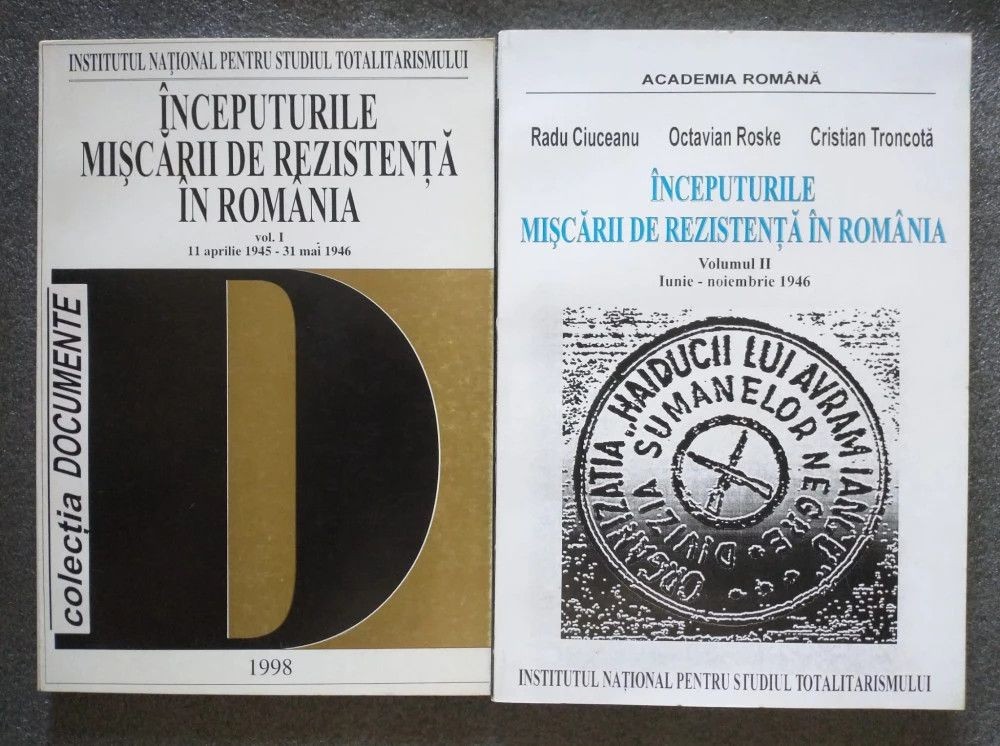 INSTITUTUL NAȚIONAL PENTRU STUDIUL TOTALITARISMULUI
ÎNCEPUTURILE
MIȘCĂRII DE REZISTENȚĂ
ÎN ROMÂNIA
vol. I
11 aprilie 1945 - 31 mai 1946
colecția DOCUMENTE
D
1998
ACADEMIA ROMÂNĂ
Radu Ciuceanu Octavian Roske Cristian Troncotă
ÎNCEPUTURILE
MIȘCĂRII DE REZISTENȚĂ ÎN ROMÂNIA
Volumul II
Iunie - noiembrie 1946
ORGANIZATIA „HAIDUCII LUI AVRAM IANCU"
DIVIZIA SUMANELOR NEGRE
INSTITUTUL NAȚIONAL PENTRU STUDIUL TOTALITARISMULUI